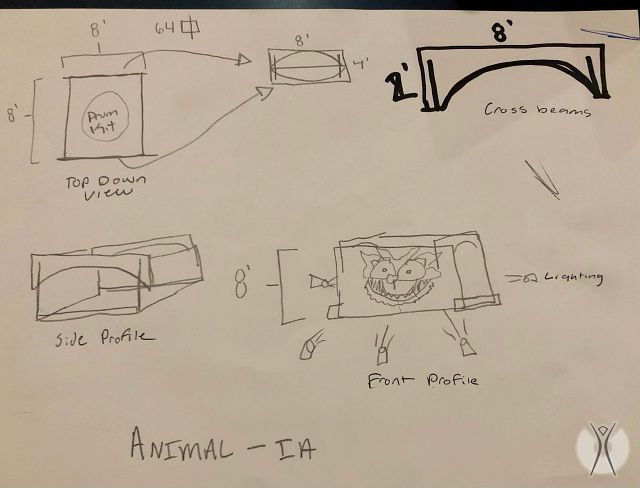 8'
64
8'
4'
8'
2'
Cross beams
8'
Drum
Kit
TOP DOWN
VIEW
8'
Lighting
Side Profile
Front Profile
ANIMAL - IA